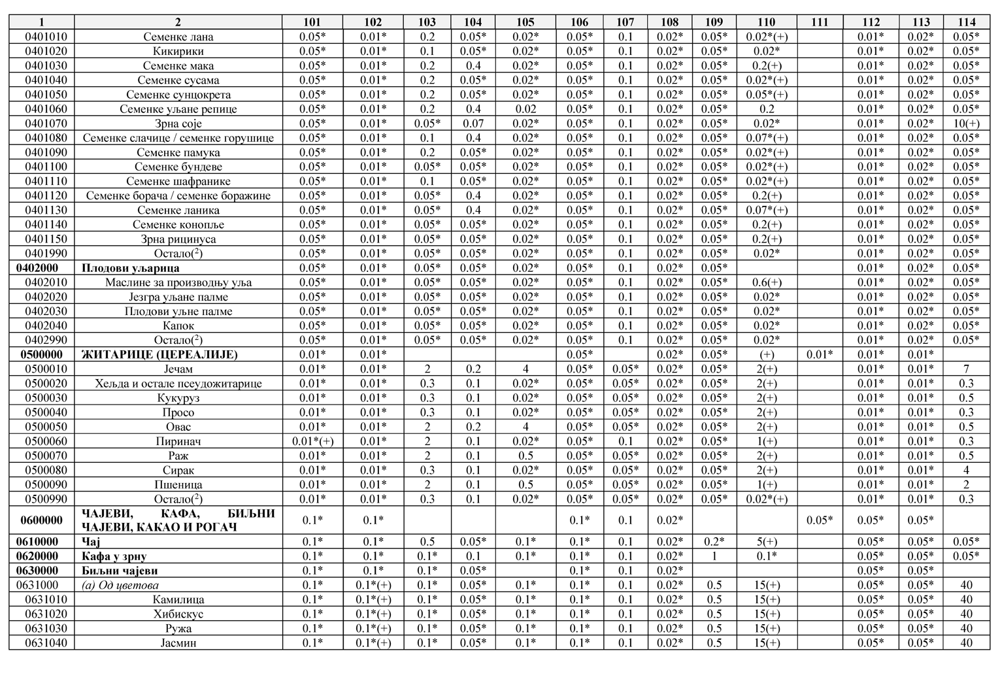 1 2 101 102 103 104 105 106 107 108 109 110 111 112 113 114
0401010 Семенке лана 0.05* 0.01* 0.2 0.05* 0.02* 0.05* 0.1 0.02* 0.05* 0.02*(+) 0.01* 0.02* 0.05*
0401020 Кикирики 0.05* 0.01* 0.1 0.05* 0.02* 0.05* 0.1 0.02* 0.05* 0.02* 0.01* 0.02* 0.05*
0401030 Семенке мака 0.05* 0.01* 0.2 0.4 0.02* 0.05* 0.1 0.02* 0.05* 0.2(+) 0.01* 0.02* 0.05*
0401040 Семенке сусама 0.05* 0.01* 0.2 0.05* 0.02* 0.05* 0.1 0.02* 0.05* 0.02*(+) 0.01* 0.02* 0.05*
0401050 Семенке сунцокрета 0.05* 0.01* 0.2 0.05* 0.02* 0.05* 0.1 0.02* 0.05* 0.05*(+) 0.01* 0.02* 0.05*
0401060 Семенке уљане репице 0.05* 0.01* 0.2 0.4 0.02 0.05* 0.1 0.02* 0.05* 0.2 0.01* 0.02* 0.05*
0401070 Зрна соје 0.05* 0.01* 0.05* 0.07 0.02* 0.05* 0.1 0.02* 0.05* 0.02* 0.01* 0.02* 10(+)
0401080 Семенке слачице / семенке горушице 0.05* 0.01* 0.1 0.4 0.02* 0.05* 0.1 0.02* 0.05* 0.07*(+) 0.01* 0.02* 0.05*
0401090 Семенке памука 0.05* 0.01* 0.2 0.05* 0.02* 0.05* 0.1 0.02* 0.05* 0.02*(+) 0.01* 0.02* 0.05*
0401100 Семенке бундеве 0.05* 0.01* 0.05* 0.05* 0.02* 0.05* 0.1 0.02* 0.05* 0.02*(+) 0.01* 0.02* 0.05*
0401110 Семенке шафранике 0.05* 0.01* 0.1 0.05* 0.02* 0.05* 0.1 0.02* 0.05* 0.02*(+) 0.01* 0.02* 0.05*
0401120 Семенке борача / семенке боражине 0.05* 0.01* 0.05* 0.4 0.02* 0.05* 0.1 0.02* 0.05* 0.2(+) 0.01* 0.02* 0.05*
0401130 Семенке ланика 0.05* 0.01* 0.05* 0.4 0.02* 0.05* 0.1 0.02* 0.05* 0.07*(+) 0.01* 0.02* 0.05*
0401140 Семенке конопље 0.05* 0.01* 0.05* 0.05* 0.02* 0.05* 0.1 0.02* 0.05* 0.2(+) 0.01* 0.02* 0.05*
0401150 Зрна рицинуса 0.05* 0.01* 0.05* 0.05* 0.02* 0.05* 0.1 0.02* 0.05* 0.2(+) 0.01* 0.02* 0.05*
0401990 Остало(2) 0.05* 0.01* 0.05* 0.05* 0.02* 0.05* 0.1 0.02* 0.05* 0.02* 0.01* 0.02* 0.05*
0402000 Плодови уљарица 0.05* 0.01* 0.05* 0.05* 0.02* 0.05* 0.1 0.02* 0.05* 0.01* 0.02* 0.05*
0402010 Маслине за производњу уља 0.05* 0.01* 0.05* 0.05* 0.02* 0.05* 0.1 0.02* 0.05* 0.6(+) 0.01* 0.02* 0.05*
0402020 Језгра уљане палме 0.05* 0.01* 0.05* 0.05* 0.02* 0.05* 0.1 0.02* 0.05* 0.02* 0.01* 0.02* 0.05*
0402030 Плодови уљне палме 0.05* 0.01* 0.05* 0.05* 0.02* 0.05* 0.1 0.02* 0.05* 0.02* 0.01* 0.02* 0.05*
0402040 Капок 0.05* 0.01* 0.05* 0.05* 0.02* 0.05* 0.1 0.02* 0.05* 0.02* 0.01* 0.02* 0.05*
0402990 Остало(2) 0.05* 0.01* 0.05* 0.05* 0.02* 0.05* 0.1 0.02* 0.05* 0.02* 0.01* 0.02* 0.05*
0500000 ЖИТАРИЦЕ (ЦЕРЕАЛИЈЕ) 0.01* 0.01* 0.05* 0.02* 0.05* (+) 0.01* 0.01* 0.01*
0500010 Јечам 0.01* 0.01* 2 0.2 4 0.05* 0.05* 0.02* 0.05* 2(+) 0.01* 0.01* 7
0500020 Хељда и остале псеудожитарице 0.01* 0.01* 0.3 0.1 0.02* 0.05* 0.05* 0.02* 0.05* 2(+) 0.01* 0.01* 0.3
0500030 Кукуруз 0.01* 0.01* 0.3 0.1 0.02* 0.05* 0.05* 0.02* 0.05* 2(+) 0.01* 0.01* 0.5
0500040 Просо 0.01* 0.01* 0.3 0.1 0.02* 0.05* 0.05* 0.02* 0.05* 2(+) 0.01* 0.01* 0.3
0500050 Овас 0.01* 0.01* 2 0.2 4 0.05* 0.05* 0.02* 0.05* 2(+) 0.01* 0.01* 0.5
0500060 Пиринач 0.01*(+) 0.01* 2 0.1 0.02* 0.05* 0.1 0.02* 0.05* 1(+) 0.01* 0.01* 0.3
0500070 Раж 0.01* 0.01* 2 0.1 0.5 0.05* 0.05* 0.02* 0.05* 2(+) 0.01* 0.01* 0.5
0500080 Сирак 0.01* 0.01* 0.3 0.1 0.02* 0.05* 0.05* 0.02* 0.05* 2(+) 0.01* 0.01* 4
0500090 Пшеница 0.01* 0.01* 2 0.1 0.5 0.05* 0.05* 0.02* 0.05* 1(+) 0.01* 0.01* 2
0500990 Остало(2) 0.01* 0.01* 0.3 0.1 0.02* 0.05* 0.05* 0.02* 0.05* 0.02*(+) 0.01* 0.01* 0.3
0600000 ЧАЈЕВИ, КАФА, БИЉНИ
ЧАЈЕВИ, КАКАО И РОГАЧ 0.1* 0.1* 0.1* 0.1 0.02* 0.05* 0.05* 0.05*
0610000 Чај 0.1* 0.1* 0.5 0.05* 0.1* 0.1* 0.1 0.02* 0.2* 5(+) 0.05* 0.05* 0.05*
0620000 Кафа у зрну 0.1* 0.1* 0.1* 0.1 0.1* 0.1* 0.1 0.02* 1 0.1* 0.05* 0.05* 0.05*
0630000 Биљни чајеви 0.1* 0.1* 0.1* 0.05* 0.1* 0.1 0.02* 0.05* 0.05*
0631000 (а) Од цветова 0.1* 0.1*(+) 0.1* 0.05* 0.1* 0.1* 0.1 0.02* 0.5 15(+) 0.05* 0.05* 40
0631010 Камилица 0.1* 0.1*(+) 0.1* 0.05* 0.1* 0.1* 0.1 0.02* 0.5 15(+) 0.05* 0.05* 40
0631020 Хибискус 0.1* 0.1*(+) 0.1* 0.05* 0.1* 0.1* 0.1 0.02* 0.5 15(+) 0.05* 0.05* 40
0631030 Ружа 0.1* 0.1*(+) 0.1* 0.05* 0.1* 0.1* 0.1 0.02* 0.5 15(+) 0.05* 0.05* 40
0631040 Јасмин 0.1* 0.1*(+) 0.1* 0.05* 0.1* 0.1* 0.1 0.02* 0.5 15(+) 0.05* 0.05* 40